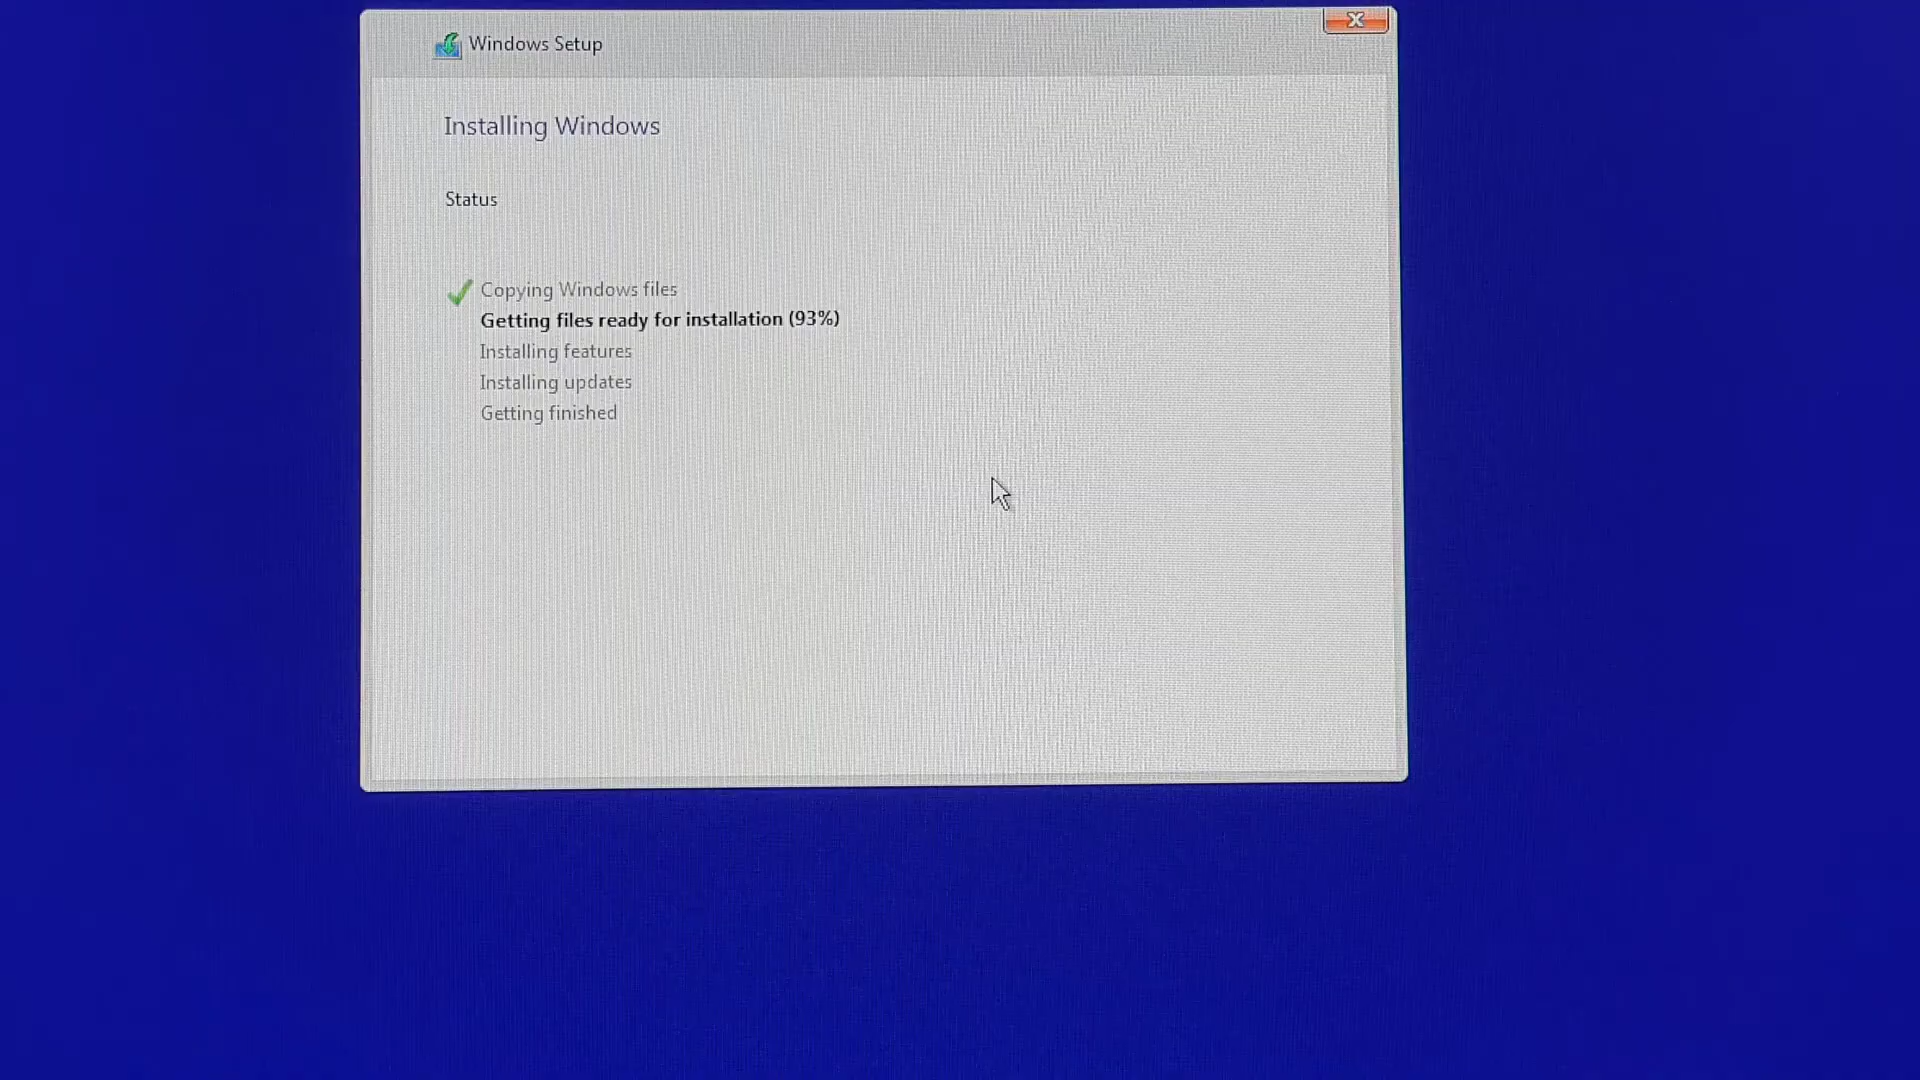 Windows Setup
Installing Windows
Status
Copying Windows files
Getting files ready for installation (93%)
Installing features
Installing updates
Getting finished